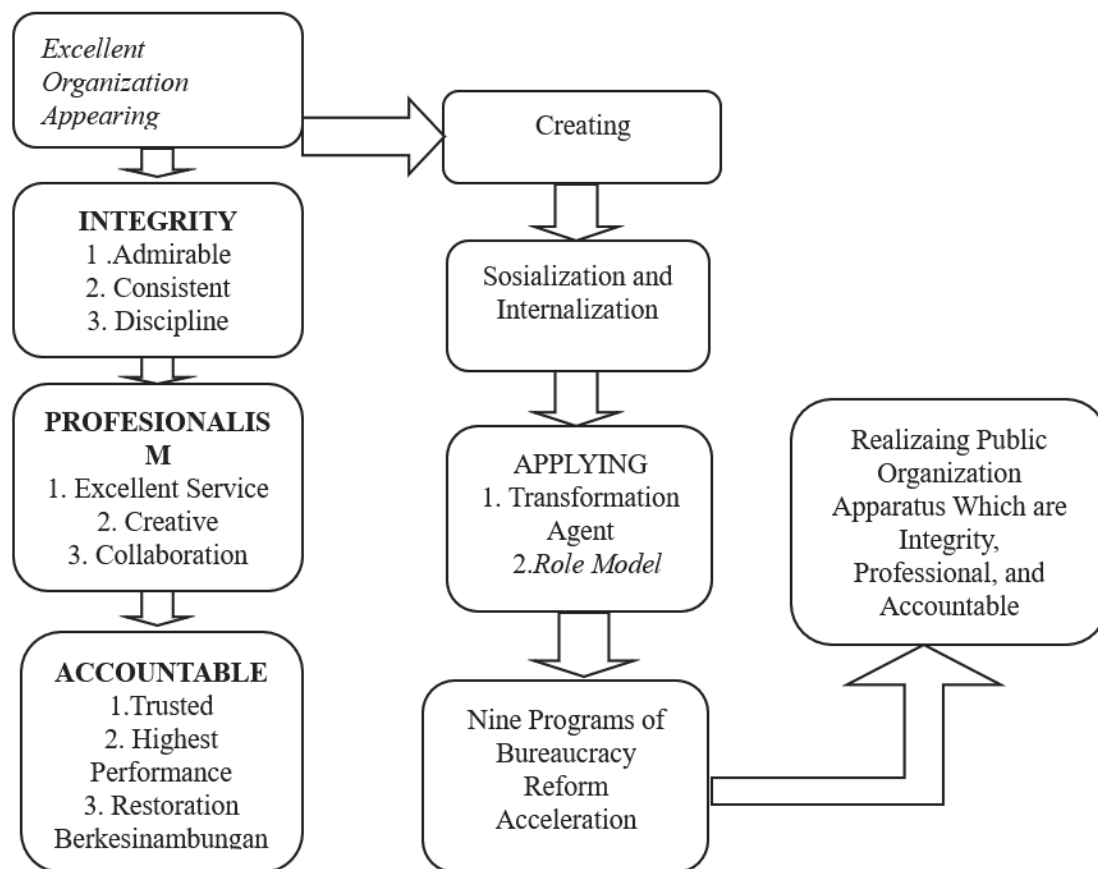 Excellent
Organization
Appearing
INTEGRITY
1 .Admirable
2. Consistent
3. Discipline
PROFESIONALIS
M
1. Excellent Service
2. Creative
3. Collaboration
ACCOUNTABLE
1.Trusted
2. Highest
Performance
3. Restoration
Berkesinambungan
Creating
Sosialization and
Internalization
APPLYING
1. Transformation
Agent
2.Role Model
Nine Programs of
Bureaucracy
Reform
Acceleration
Realizaing Public
Organization
Apparatus Which are
Integrity,
Professional, and
Accountable